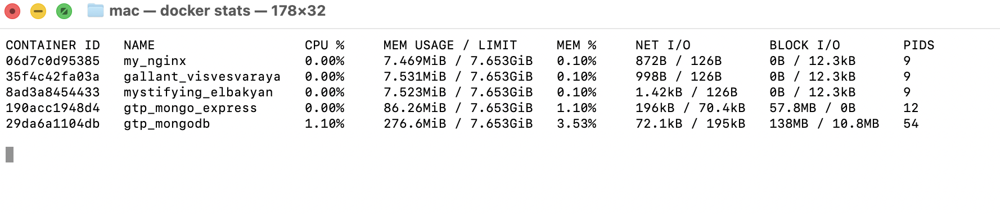 mac — docker stats — 178×32
CONTAINER ID NAME CPU % MEM USAGE / LIMIT MEM % NET I/O BLOCK I/O PIDS
06d7c0d95385 my_nginx 0.00% 7.469MiB / 7.653GiB 0.10% 872B / 126B 0B / 12.3kB 9
35f4c42fa03a gallant_visvesvaraya 0.00% 7.531MiB / 7.653GiB 0.10% 998B / 126B 0B / 12.3kB 9
8ad3a8454433 mystifying_elbakyan 0.00% 7.523MiB / 7.653GiB 0.10% 1.42kB / 126B 0B / 12.3kB 9
190acc1948d4 gtp_mongo_express 0.00% 86.26MiB / 7.653GiB 1.10% 196kB / 70.4kB 57.8MB / 0B 12
29da6a1104db gtp_mongodb 1.10% 276.6MiB / 7.653GiB 3.53% 72.1kB / 195kB 138MB / 10.8MB 54